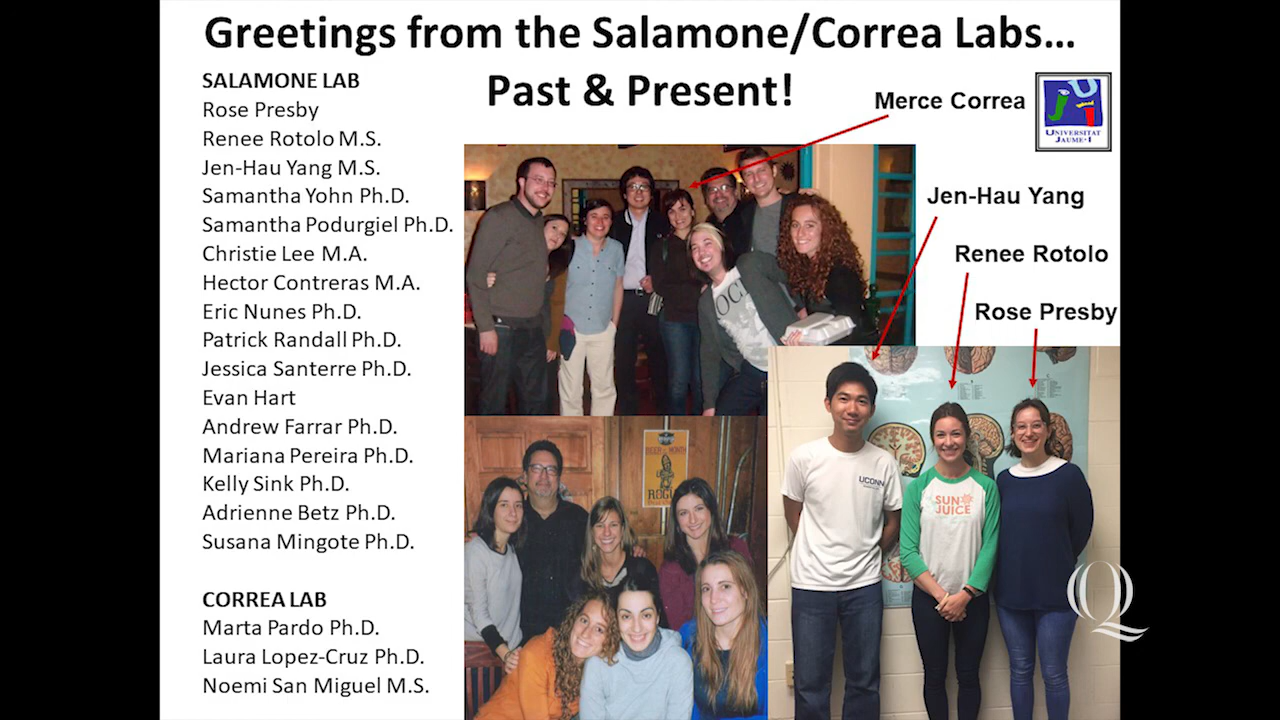 Greetings from the Salamone/Correa Labs…
Past & Present!
SALAMONE LAB
Rose Presby
Renee Rotolo M.S.
Jen-Hau Yang M.S.
Samantha Yohn Ph.D.
Samantha Podurgiel Ph.D.
Christie Lee M.A.
Hector Contreras M.A.
Eric Nunes Ph.D.
Patrick Randall Ph.D.
Jessica Santerre Ph.D.
Evan Hart
Andrew Farrar Ph.D.
Mariana Pereira Ph.D.
Kelly Sink Ph.D.
Adrienne Betz Ph.D.
Susana Mingote Ph.D.
CORREA LAB
Marta Pardo Ph.D.
Laura Lopez-Cruz Ph.D.
Noemi San Miguel M.S.
Merce Correa
UJI
UNIVERSITAT
JAUME·I
Jen-Hau Yang
Renee Rotolo
Rose Presby
UCONN
SUN
JUICE
MONTH
Q